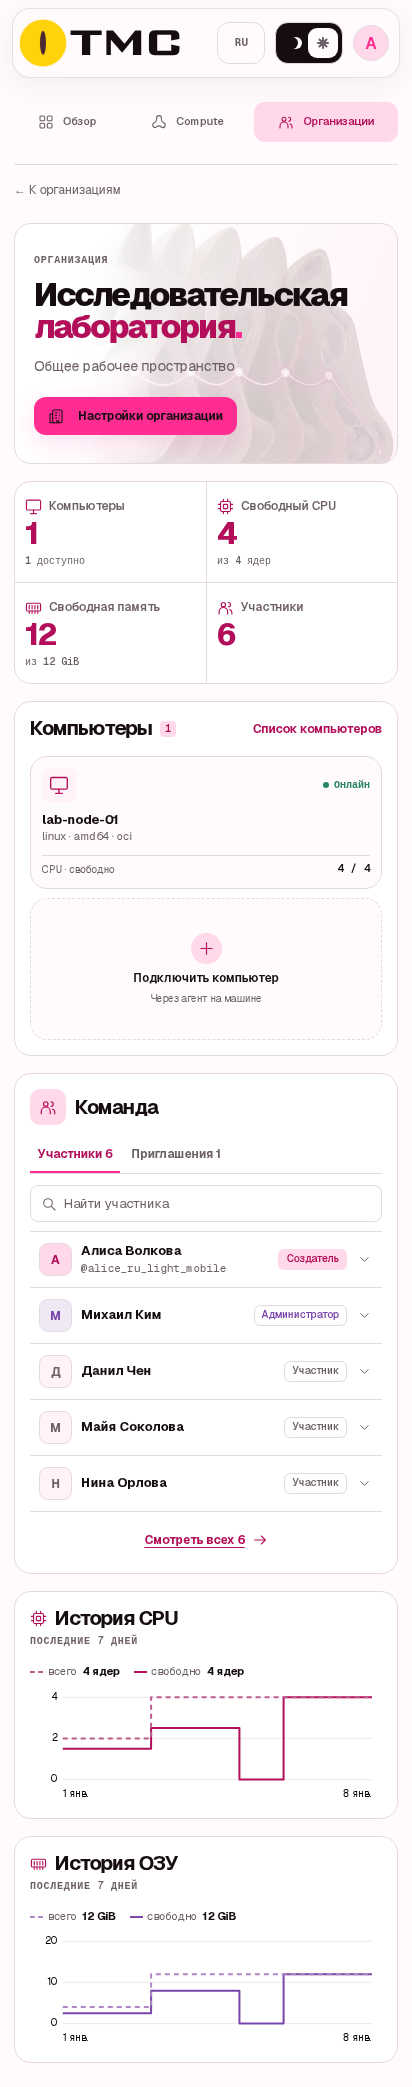 TMC
RU
A
Обзор
Compute
Организации
← К организациям
ОРГАНИЗАЦИЯ
Исследовательская
лаборатория.
Общее рабочее пространство
Настройки организации
Компьютеры
1
1 доступно
Свободный CPU
4
из 4 ядер
Свободная память
12
из 12 GiB
Участники
6
Компьютеры 1
Список компьютеров
Онлайн
lab-node-01
linux · amd64 · oci
CPU · свободно 4 / 4
Подключить компьютер
Через агент на машине
Команда
Участники 6 Приглашения 1
Найти участника
А Алиса Волкова Создатель
@alice_ru_light_mobile
М Михаил Ким Администратор
Д Данил Чен Участник
М Майя Соколова Участник
Н Нина Орлова Участник
Смотреть всех 6 →
История CPU
ПОСЛЕДНИЕ 7 ДНЕЙ
всего 4 ядер свободно 4 ядер
4
2
0
1 янв. 8 янв.
История ОЗУ
ПОСЛЕДНИЕ 7 ДНЕЙ
всего 12 GiB свободно 12 GiB
20
10
0
1 янв. 8 янв.